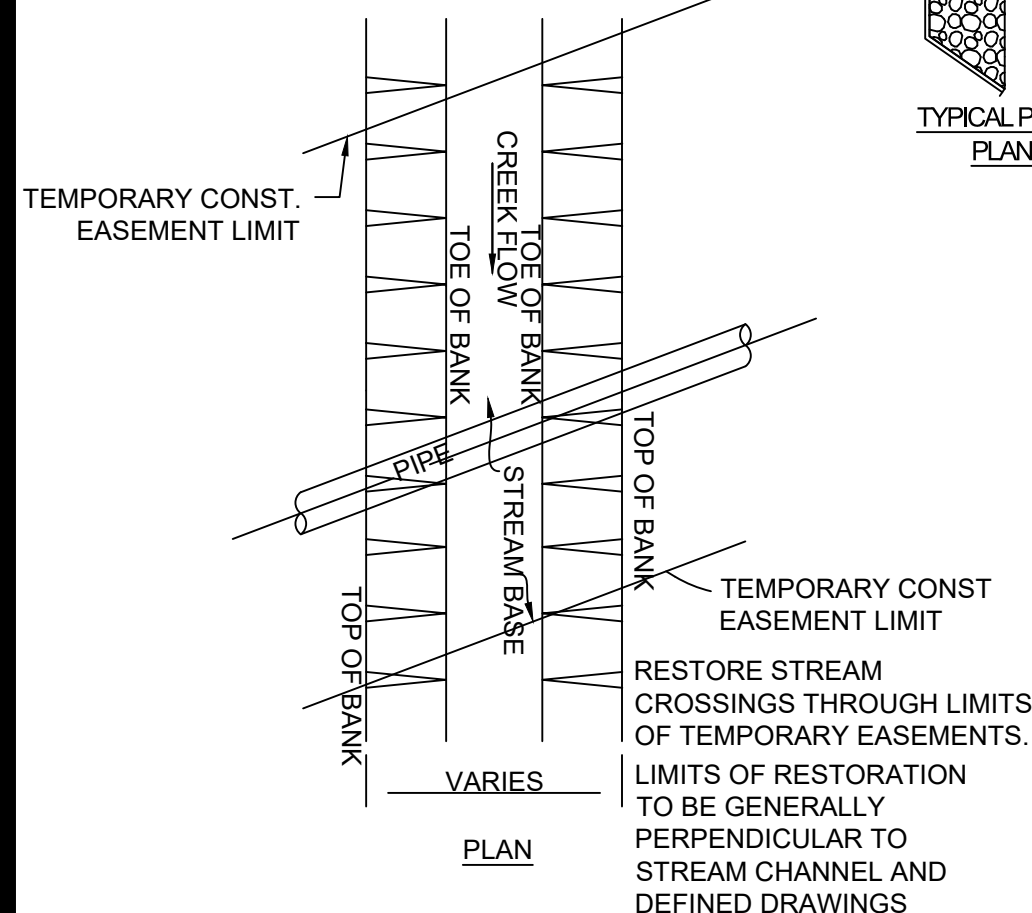 TYPICAL P
PLAN
TEMPORARY CONST.
EASEMENT LIMIT
CREEK FLOW
TOE OF BANK
TOE OF BANK
PIPE
STREAM BASE
TOP OF BANK
TOP OF BANK
TEMPORARY CONST
EASEMENT LIMIT
RESTORE STREAM
CROSSINGS THROUGH LIMITS
OF TEMPORARY EASEMENTS.
LIMITS OF RESTORATION
TO BE GENERALLY
PERPENDICULAR TO
STREAM CHANNEL AND
DEFINED DRAWINGS
VARIES
PLAN